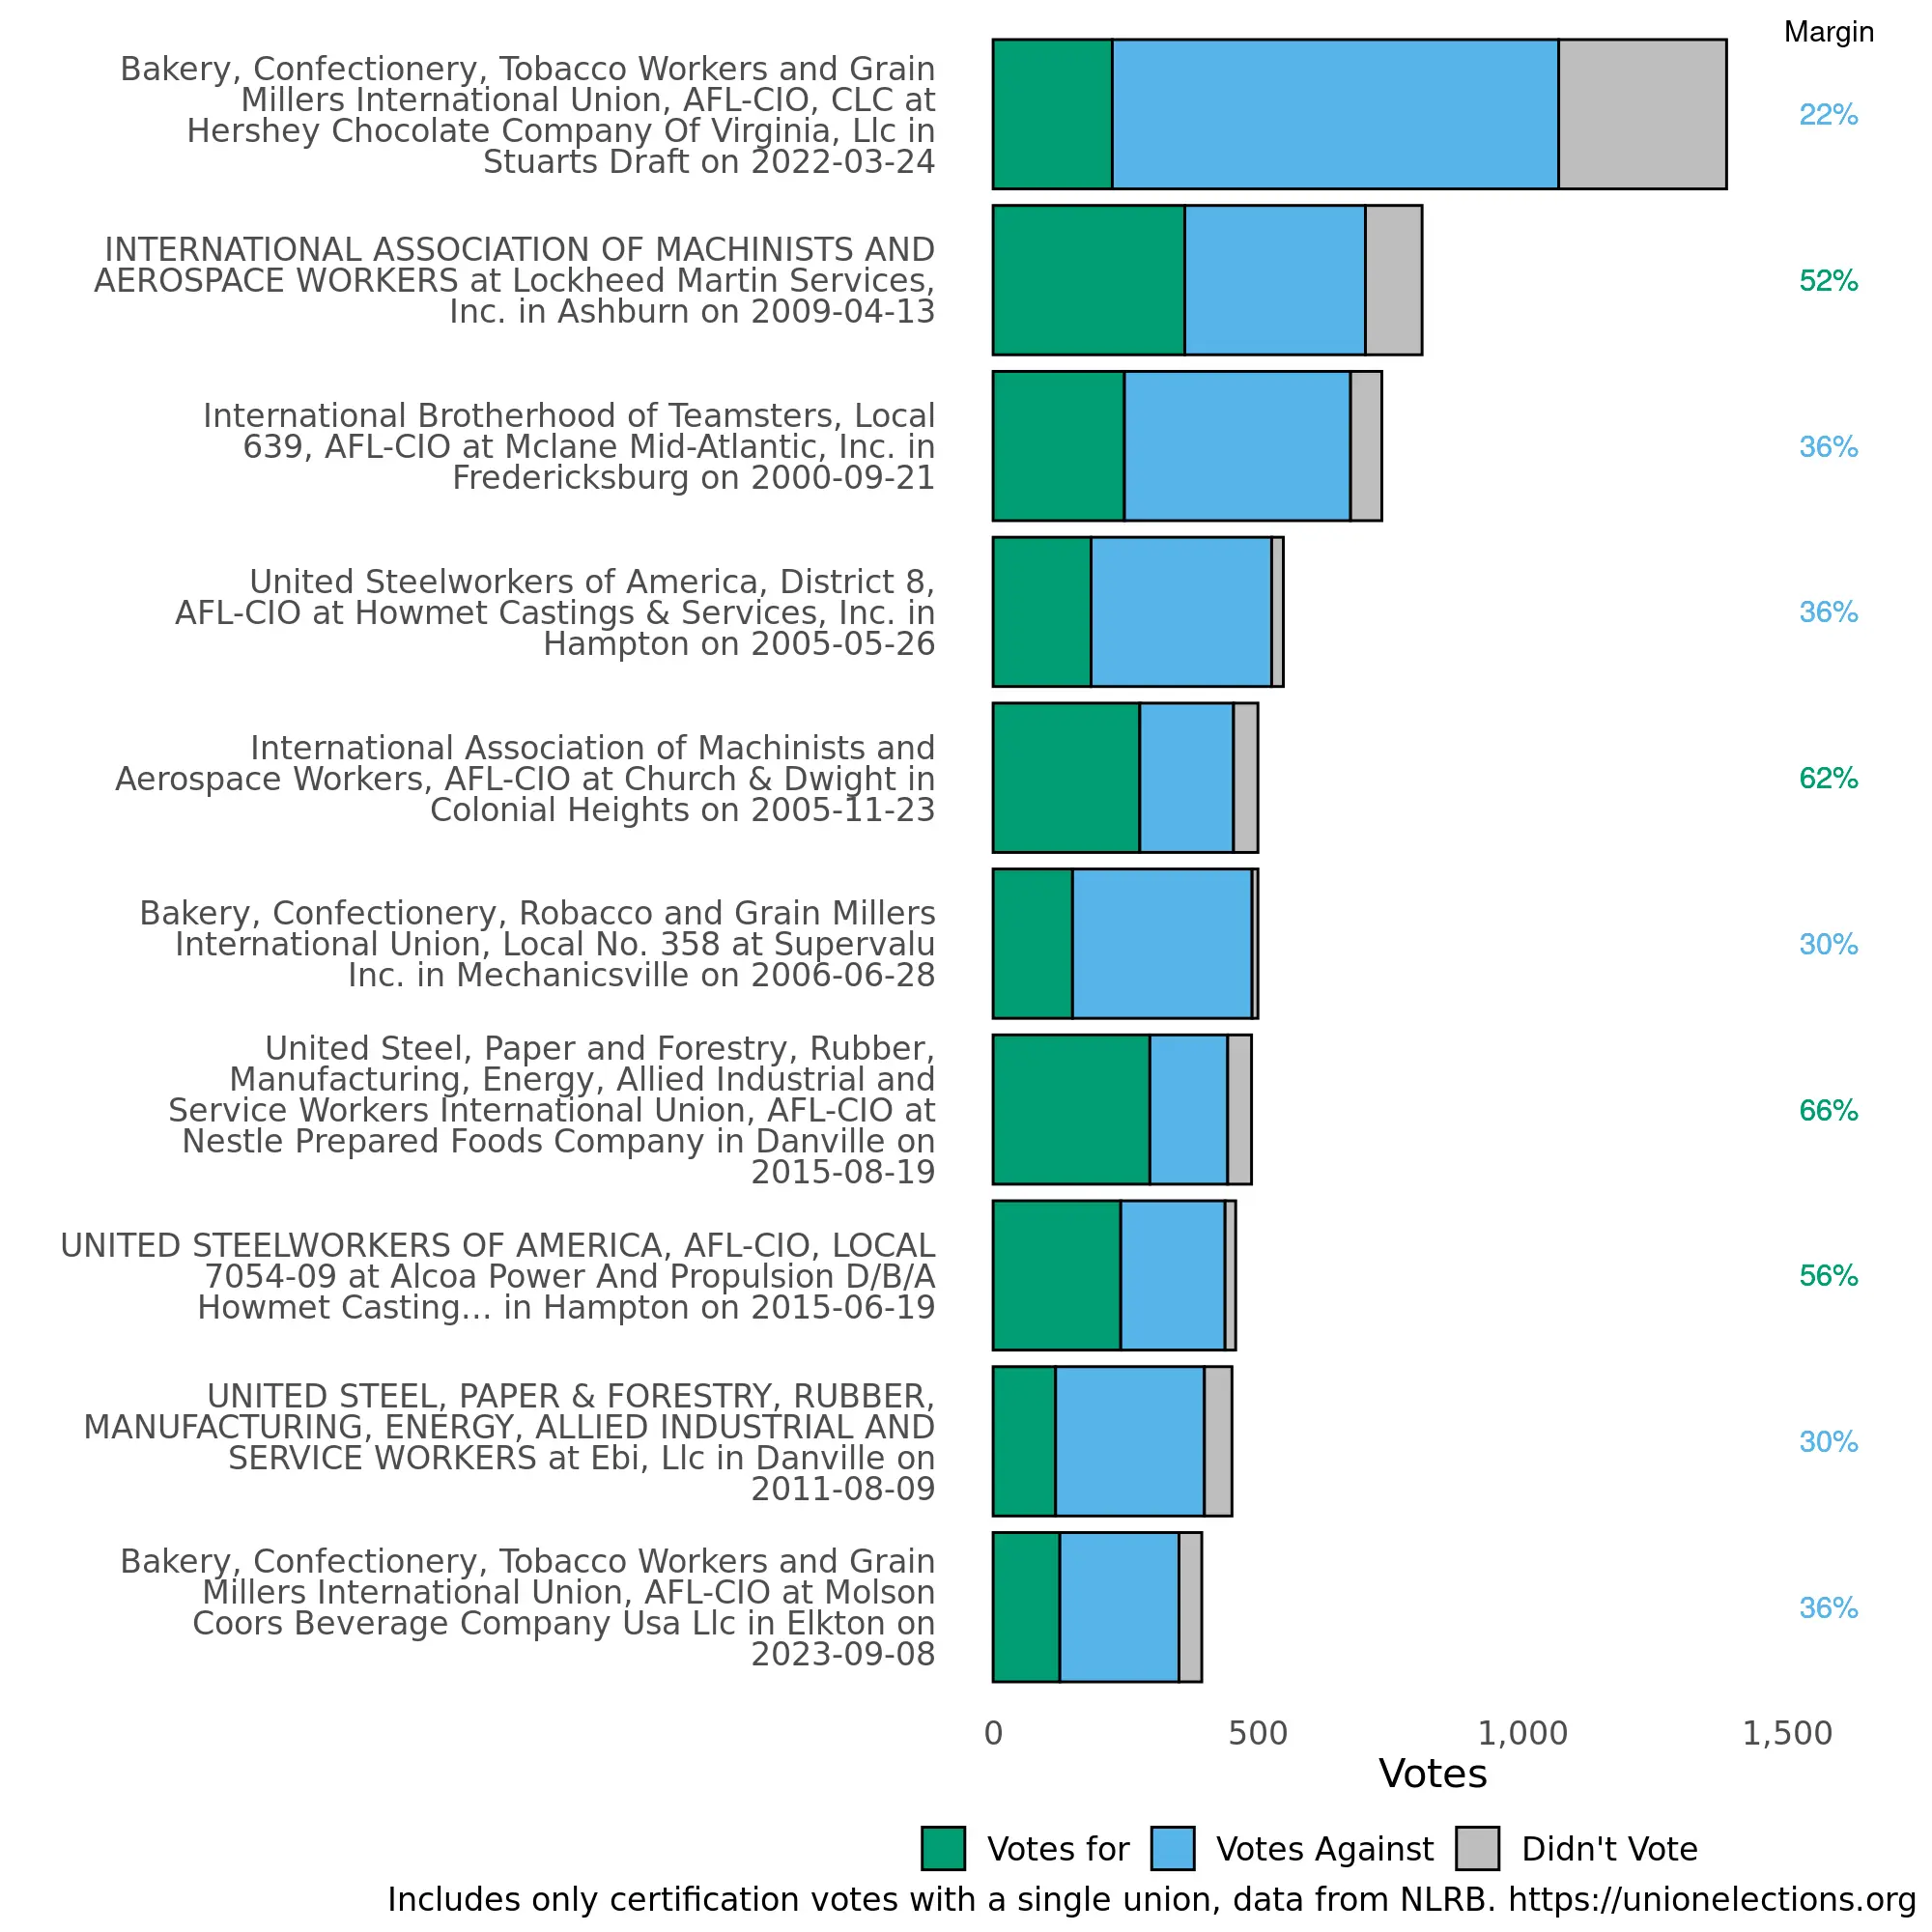 Margin
Bakery, Confectionery, Tobacco Workers and Grain
Millers International Union, AFL-CIO, CLC at
Hershey Chocolate Company Of Virginia, Llc in
Stuarts Draft on 2022-03-24
22%
INTERNATIONAL ASSOCIATION OF MACHINISTS AND
AEROSPACE WORKERS at Lockheed Martin Services,
Inc. in Ashburn on 2009-04-13
52%
International Brotherhood of Teamsters, Local
639, AFL-CIO at Mclane Mid-Atlantic, Inc. in
Fredericksburg on 2000-09-21
36%
United Steelworkers of America, District 8,
AFL-CIO at Howmet Castings & Services, Inc. in
Hampton on 2005-05-26
36%
International Association of Machinists and
Aerospace Workers, AFL-CIO at Church & Dwight in
Colonial Heights on 2005-11-23
62%
Bakery, Confectionery, Robacco and Grain Millers
International Union, Local No. 358 at Supervalu
Inc. in Mechanicsville on 2006-06-28
30%
United Steel, Paper and Forestry, Rubber,
Manufacturing, Energy, Allied Industrial and
Service Workers International Union, AFL-CIO at
Nestle Prepared Foods Company in Danville on
2015-08-19
66%
UNITED STEELWORKERS OF AMERICA, AFL-CIO, LOCAL
7054-09 at Alcoa Power And Propulsion D/B/A
Howmet Casting... in Hampton on 2015-06-19
56%
UNITED STEEL, PAPER & FORESTRY, RUBBER,
MANUFACTURING, ENERGY, ALLIED INDUSTRIAL AND
SERVICE WORKERS at Ebi, Llc in Danville on
2011-08-09
30%
Bakery, Confectionery, Tobacco Workers and Grain
Millers International Union, AFL-CIO at Molson
Coors Beverage Company Usa Llc in Elkton on
2023-09-08
36%
0 500 1,000 1,500
Votes
Votes for Votes Against Didn't Vote
Includes only certification votes with a single union, data from NLRB. https://unionelections.org